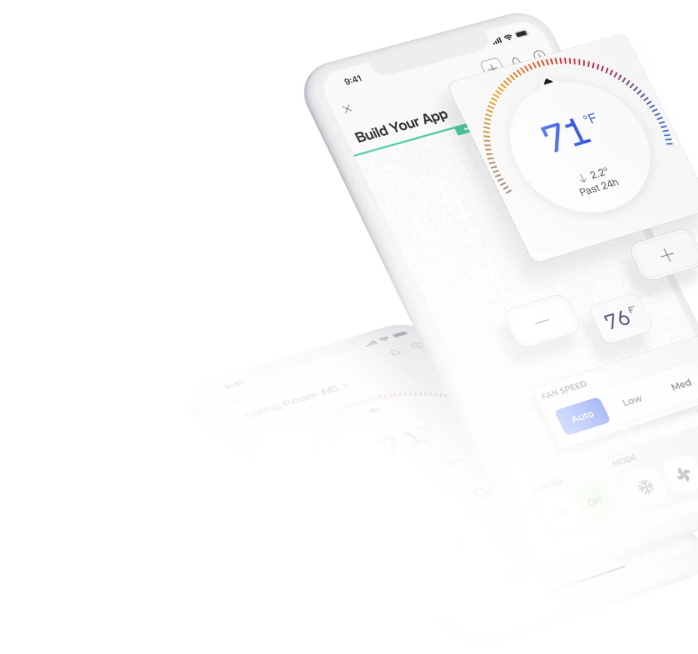 9:41
Build Your App
71°F
↓ 2.2°
Past 24h
+
−
76°F
FAN SPEED
Auto
Low
Med
MODE
On
9:41
Living Room AC
71